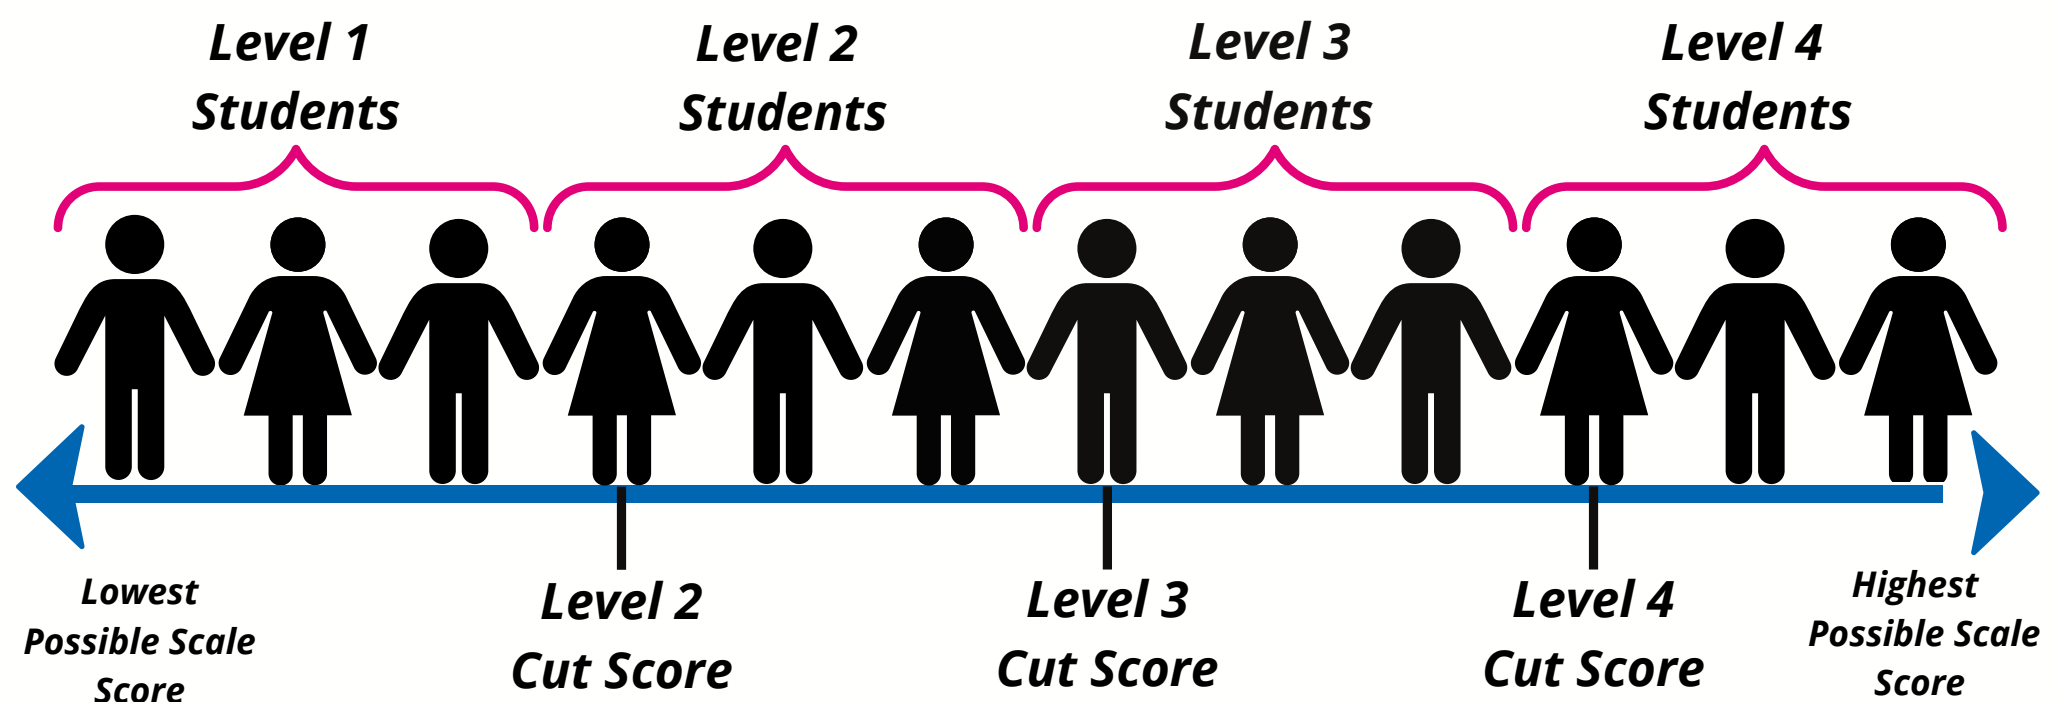 Level 1
Students
Level 2
Students
Level 3
Students
Level 4
Students
Lowest
Possible Scale
Score
Level 2
Cut Score
Level 3
Cut Score
Level 4
Cut Score
Highest
Possible Scale
Score